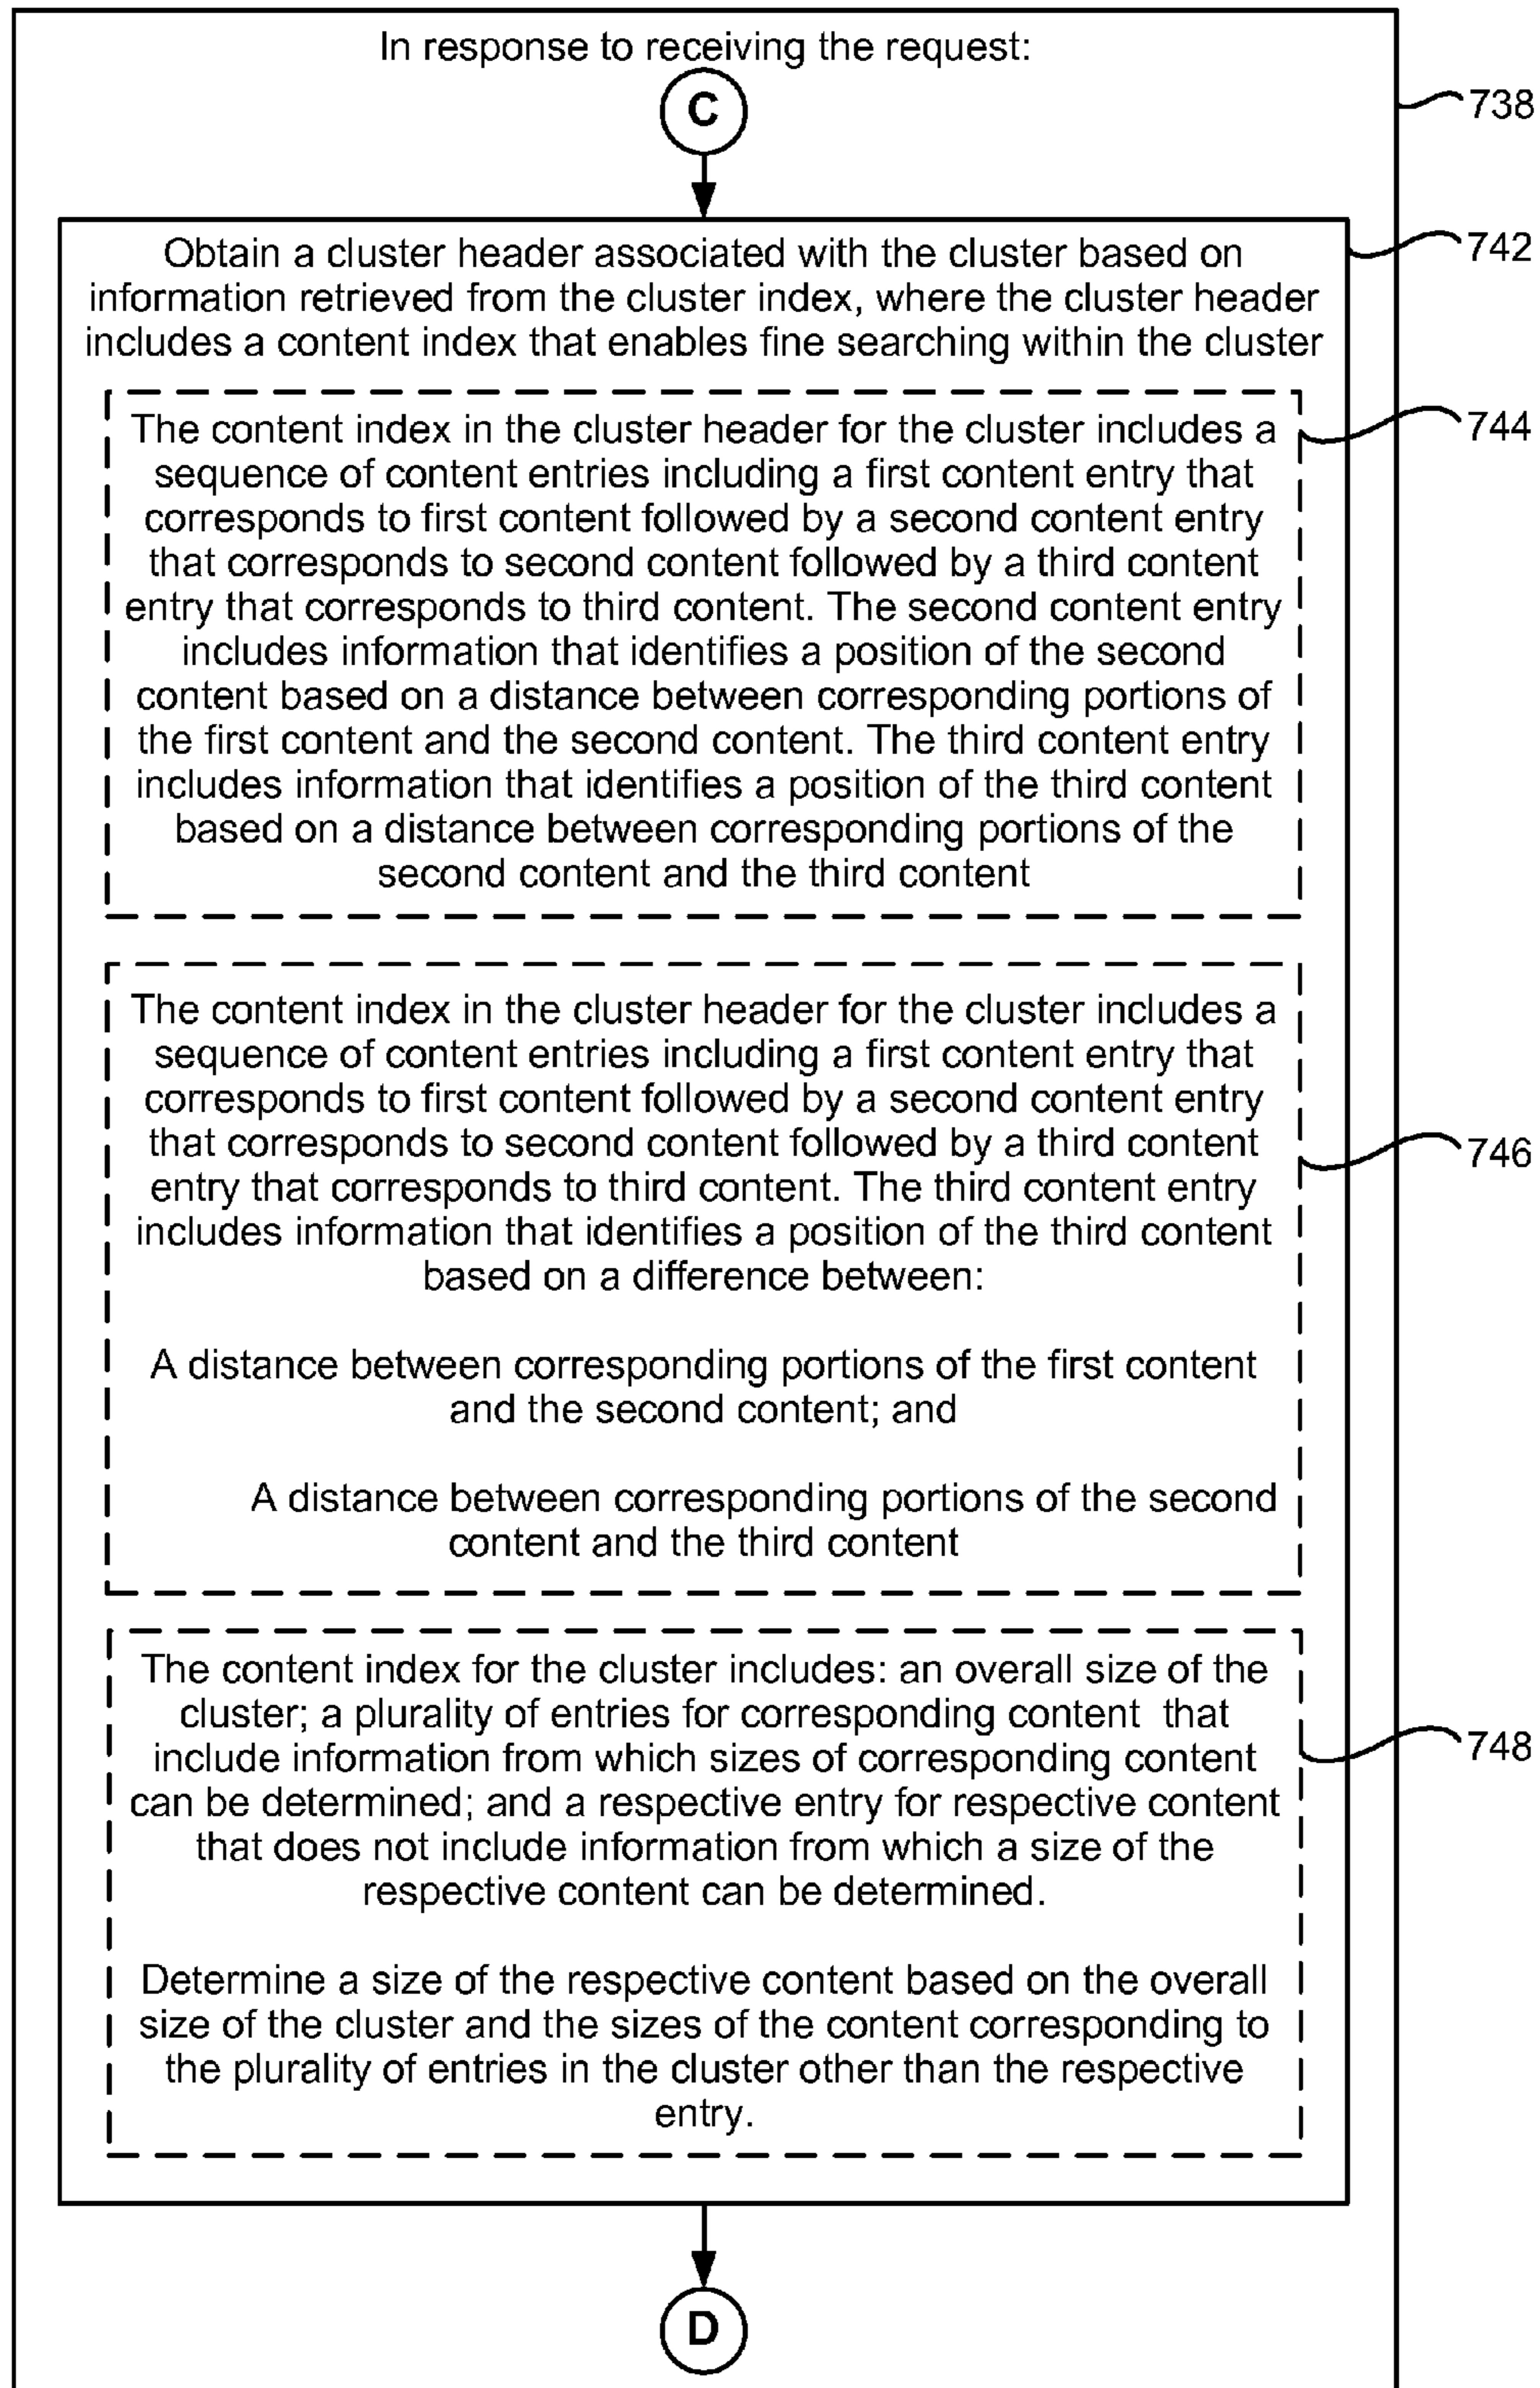 In response to receiving the request:
C
738
Obtain a cluster header associated with the cluster based on
information retrieved from the cluster index, where the cluster header
includes a content index that enables fine searching within the cluster
742
The content index in the cluster header for the cluster includes a
sequence of content entries including a first content entry that
corresponds to first content followed by a second content entry
that corresponds to second content followed by a third content
entry that corresponds to third content. The second content entry
includes information that identifies a position of the second
content based on a distance between corresponding portions of
the first content and the second content. The third content entry
includes information that identifies a position of the third content
based on a distance between corresponding portions of the
second content and the third content
744
The content index in the cluster header for the cluster includes a
sequence of content entries including a first content entry that
corresponds to first content followed by a second content entry
that corresponds to second content followed by a third content
entry that corresponds to third content. The third content entry
includes information that identifies a position of the third content
based on a difference between:
A distance between corresponding portions of the first content
and the second content; and
A distance between corresponding portions of the second
content and the third content
746
The content index for the cluster includes: an overall size of the
cluster; a plurality of entries for corresponding content that
include information from which sizes of corresponding content
can be determined; and a respective entry for respective content
that does not include information from which a size of the
respective content can be determined.
Determine a size of the respective content based on the overall
size of the cluster and the sizes of the content corresponding to
the plurality of entries in the cluster other than the respective
entry.
748
D